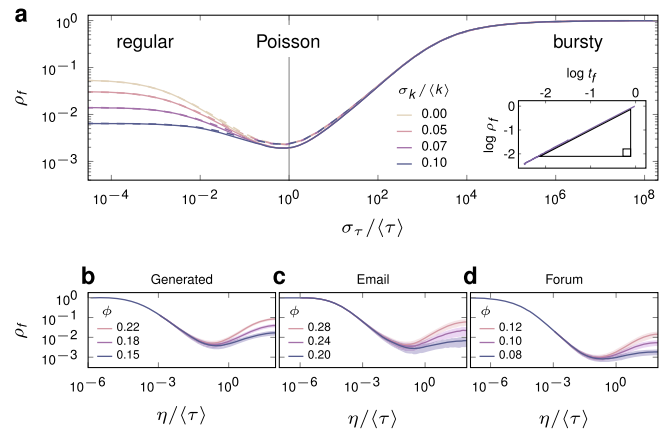 a
regular
Poisson
bursty
ρ_f
10^0
10^−1
10^−2
10^−3
σ_k/⟨k⟩
0.00
0.05
0.07
0.10
log t_f
-2
-1
0
log ρ_f
0
-1
-2
10^−4
10^−2
10^0
10^2
10^4
10^6
10^8
σ_τ/⟨τ⟩
b
Generated
c
Email
d
Forum
ρ_f
10^0
10^−1
10^−2
10^−3
ϕ
0.22
0.18
0.15
ϕ
0.28
0.24
0.20
ϕ
0.12
0.10
0.08
10^−6
10^−3
10^0
10^−6
10^−3
10^0
10^−6
10^−3
10^0
η/⟨τ⟩
η/⟨τ⟩
η/⟨τ⟩